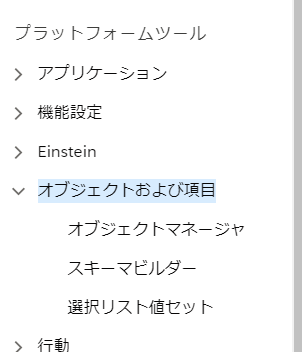 プラットフォームツール
アプリケーション
機能設定
Einstein
オブジェクトおよび項目
オブジェクトマネージャ
スキーマビルダー
選択リスト値セット
行動